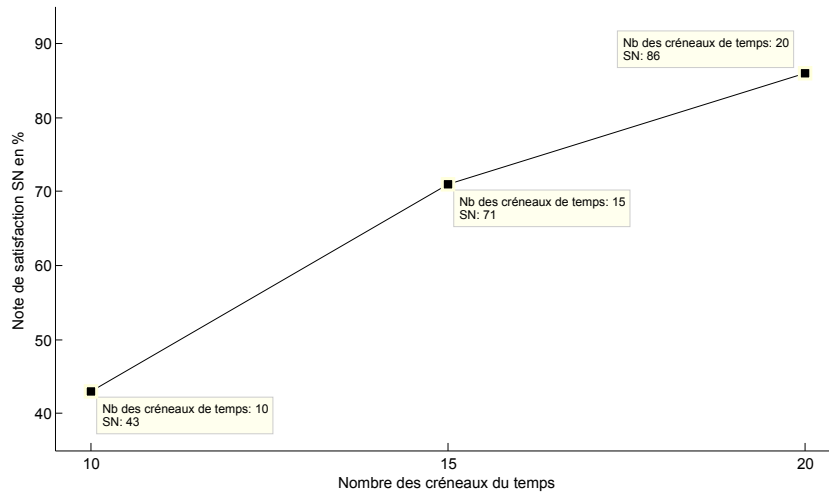 90
80
70
60
50
40
Note de satisfaction SN en %
Nb des créneaux de temps: 20
SN: 86
Nb des créneaux de temps: 15
SN: 71
Nb des créneaux de temps: 10
SN: 43
10
15
20
Nombre des créneaux du temps